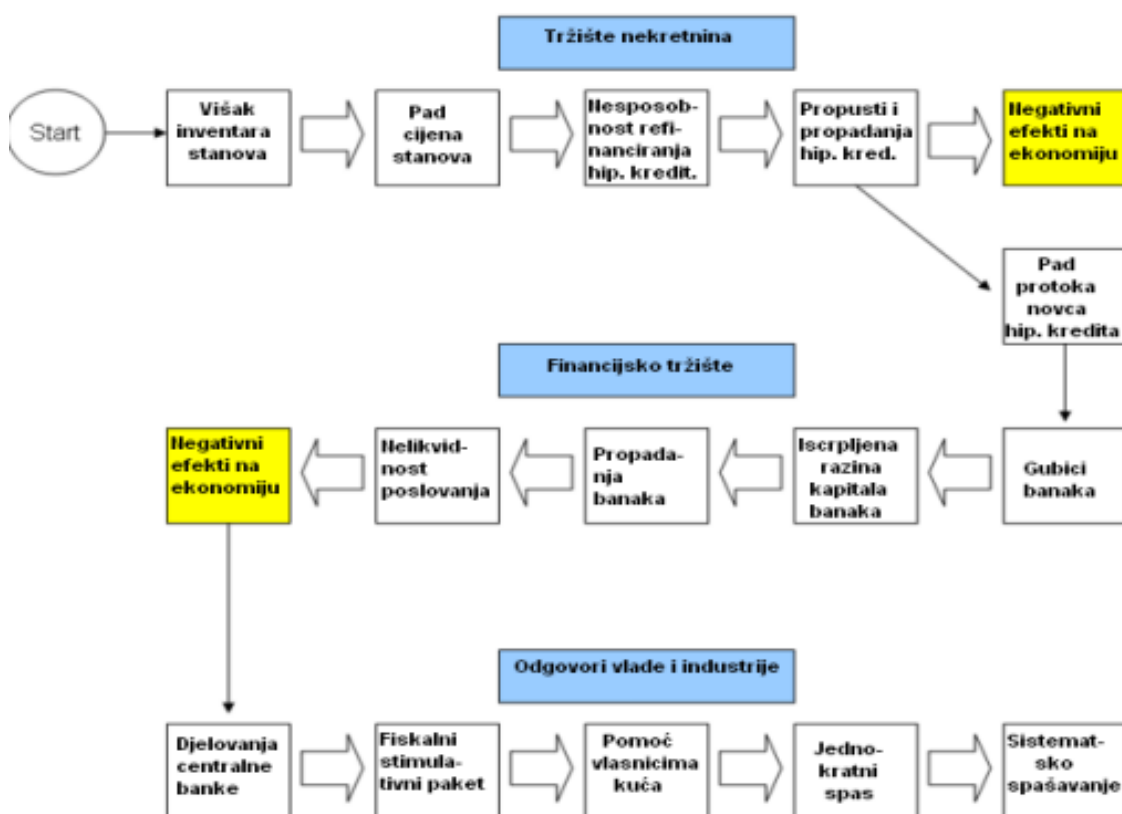 Tržište nekretnina
Start
Višak
inventara
stanova
Pad
cijena
stanova
Nesposob-
nost refi-
nanciranja
hip. kredit.
Propusti i
propadanja
hip. kred.
Negativni
efekti na
ekonomiju
Pad
protoka
novca
hip. kredita
Financijsko tržište
Negativni
efekti na
ekonomiju
Nelikvid-
nost
poslovanja
Propada-
nja
banaka
Iscrpljena
razina
kapitala
banaka
Gubici
banaka
Odgovori vlade i industrije
Djelovanja
centralne
banke
Fiskalni
stimula-
tivni paket
Pomoć
vlasnicima
kuća
Jedno-
kratni
spas
Sistemat-
sko
spašavanje